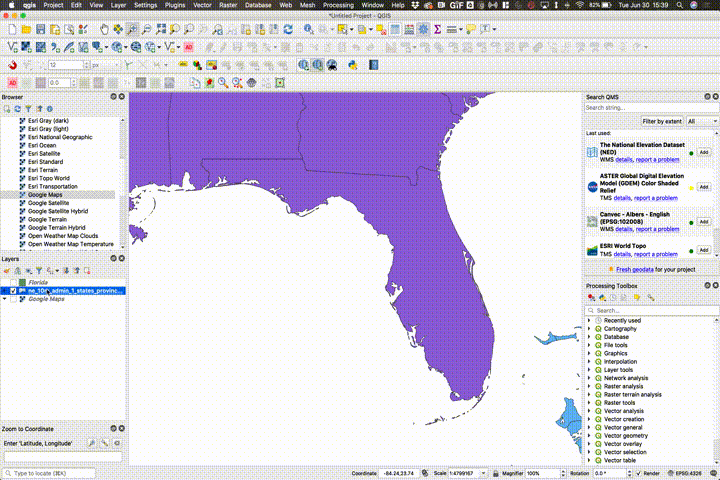 qgis Project Edit View Layer Settings Plugins Vector Raster Database Web Mesh Processing Window Help
GIF
82%
Tue Jun 30 15:39
*Untitled Project — QGIS
12
px
0.0
Browser
Esri Gray (dark)
Esri Gray (light)
Esri National Geographic
Esri Ocean
Esri Satellite
Esri Standard
Esri Terrain
Esri Topo World
Esri Transportation
Google Maps
Google Satellite
Google Satellite Hybrid
Google Terrain
Google Terrain Hybrid
Open Weather Map Clouds
Open Weather Map Temperature
Layers
Florida
ne_10m_admin_1_states_provinc...
Google Maps
Zoom to Coordinate
Enter 'Latitude, Longitude'
Search QMS
Search string...
Filter by extent
All
Last used:
The National Elevation Dataset (NED)
WMS details, report a problem
Add
ASTER Global Digital Elevation Model (GDEM) Color Shaded Relief
TMS details, report a problem
Add
Canvec - Albers - English (EPSG:102008)
WMS details, report a problem
Add
ESRI World Topo
TMS details, report a problem
Add
Fresh geodata for your project
Processing Toolbox
Search...
Recently used
Cartography
Database
File tools
Graphics
Interpolation
Layer tools
Network analysis
Raster analysis
Raster terrain analysis
Raster tools
Vector analysis
Vector creation
Vector general
Vector geometry
Vector overlay
Vector selection
Vector table
Type to locate (⌘K)
Coordinate
-84.24,23.74
Scale
1:4799167
Magnifier
100%
Rotation
0.0 °
Render
EPSG:4326